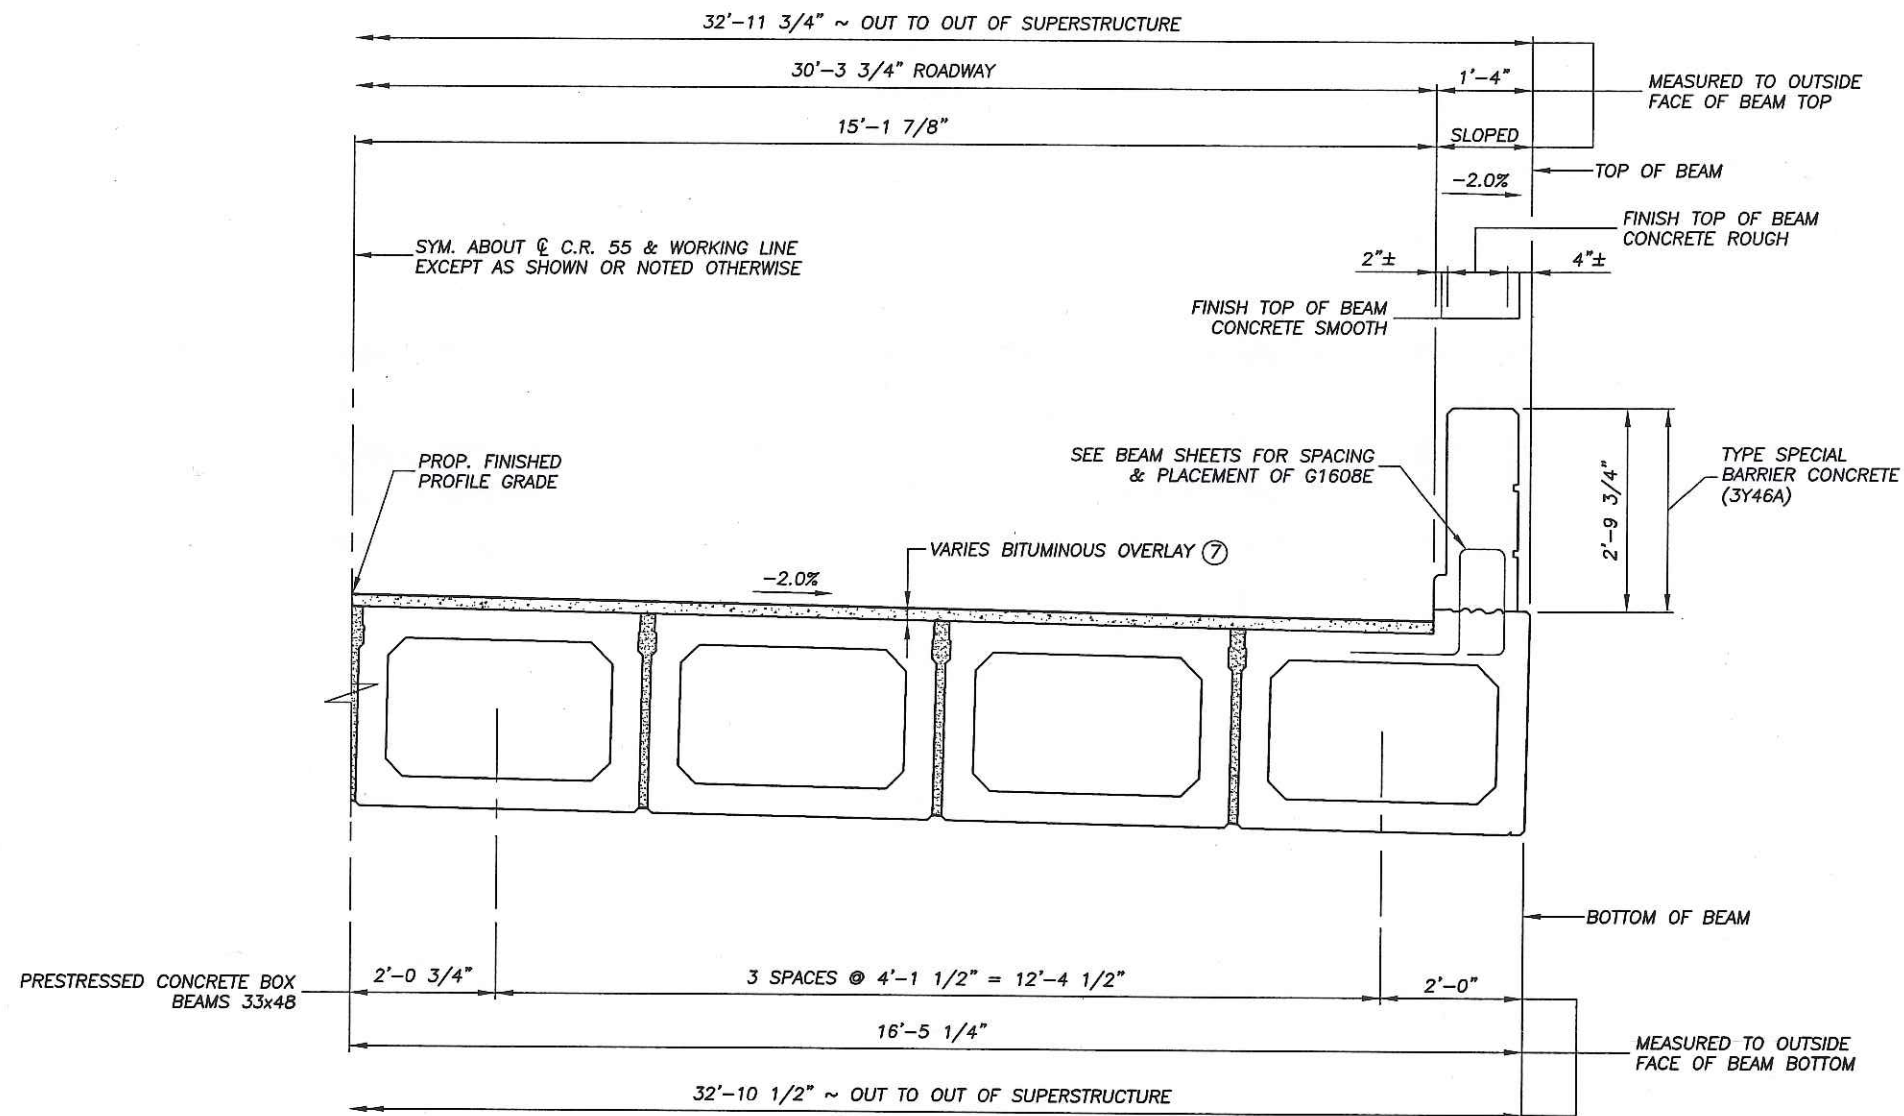 32'-11 3/4" ~ OUT TO OUT OF SUPERSTRUCTURE
30'-3 3/4" ROADWAY
1'-4"
MEASURED TO OUTSIDE
FACE OF BEAM TOP
15'-1 7/8"
SLOPED
TOP OF BEAM
-2.0%
FINISH TOP OF BEAM
CONCRETE ROUGH
SYM. ABOUT ℄ C.R. 55 & WORKING LINE
EXCEPT AS SHOWN OR NOTED OTHERWISE
2"±
4"±
FINISH TOP OF BEAM
CONCRETE SMOOTH
PROP. FINISHED
PROFILE GRADE
SEE BEAM SHEETS FOR SPACING
& PLACEMENT OF G1608E
2'-9 3/4"
TYPE SPECIAL
BARRIER CONCRETE
(3Y46A)
VARIES BITUMINOUS OVERLAY ⑦
-2.0%
BOTTOM OF BEAM
PRESTRESSED CONCRETE BOX
BEAMS 33x48
2'-0 3/4"
3 SPACES @ 4'-1 1/2" = 12'-4 1/2"
2'-0"
16'-5 1/4"
MEASURED TO OUTSIDE
FACE OF BEAM BOTTOM
32'-10 1/2" ~ OUT TO OUT OF SUPERSTRUCTURE